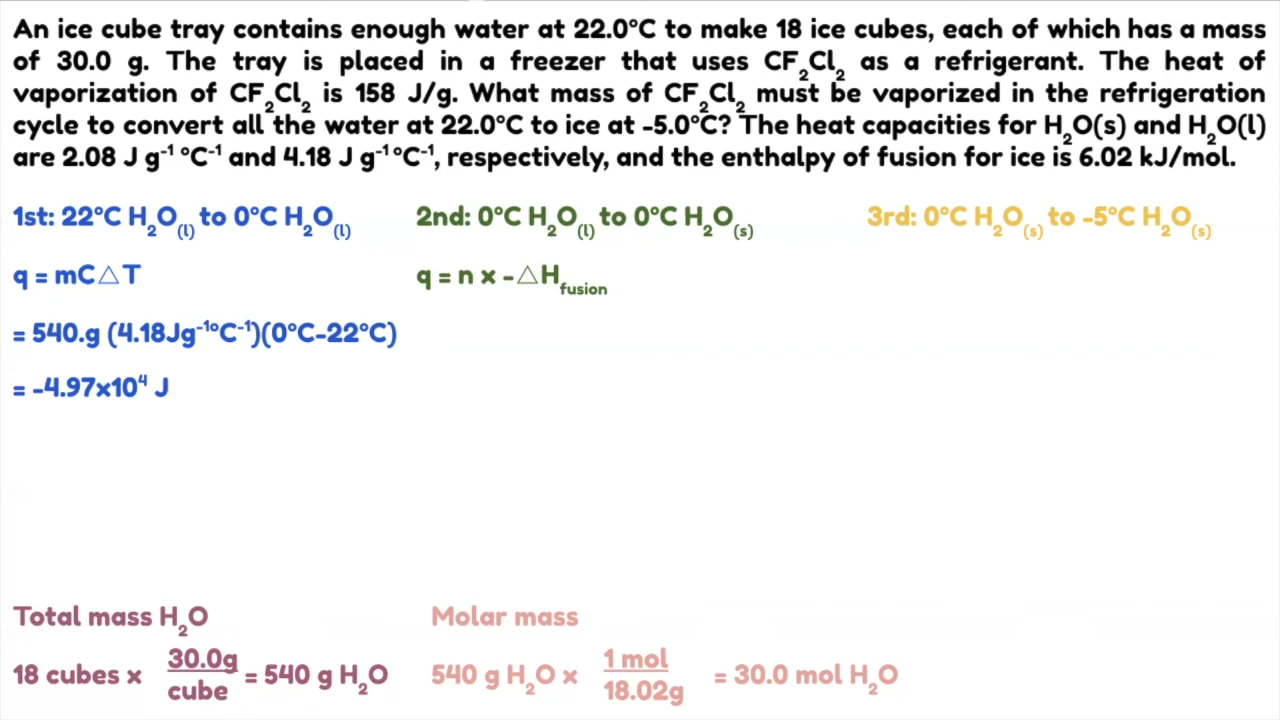 An ice cube tray contains enough water at 22.0°C to make 18 ice cubes, each of which has a mass
of 30.0 g. The tray is placed in a freezer that uses CF₂Cl₂ as a refrigerant. The heat of
vaporization of CF₂Cl₂ is 158 J/g. What mass of CF₂Cl₂ must be vaporized in the refrigeration
cycle to convert all the water at 22.0°C to ice at -5.0°C? The heat capacities for H₂O(s) and H₂O(l)
are 2.08 J g⁻¹ °C⁻¹ and 4.18 J g⁻¹ °C⁻¹, respectively, and the enthalpy of fusion for ice is 6.02 kJ/mol.
1st: 22°C H₂O₍ₗ₎ to 0°C H₂O₍ₗ₎
q = mC△T
= 540.g (4.18Jg⁻¹°C⁻¹)(0°C-22°C)
= -4.97x10⁴ J
2nd: 0°C H₂O₍ₗ₎ to 0°C H₂O₍ₛ₎
q = n x -△H fusion
3rd: 0°C H₂O₍ₛ₎ to -5°C H₂O₍ₛ₎
Total mass H₂O
18 cubes x 30.0g/cube = 540 g H₂O
Molar mass
540 g H₂O x 1 mol/18.02g = 30.0 mol H₂O